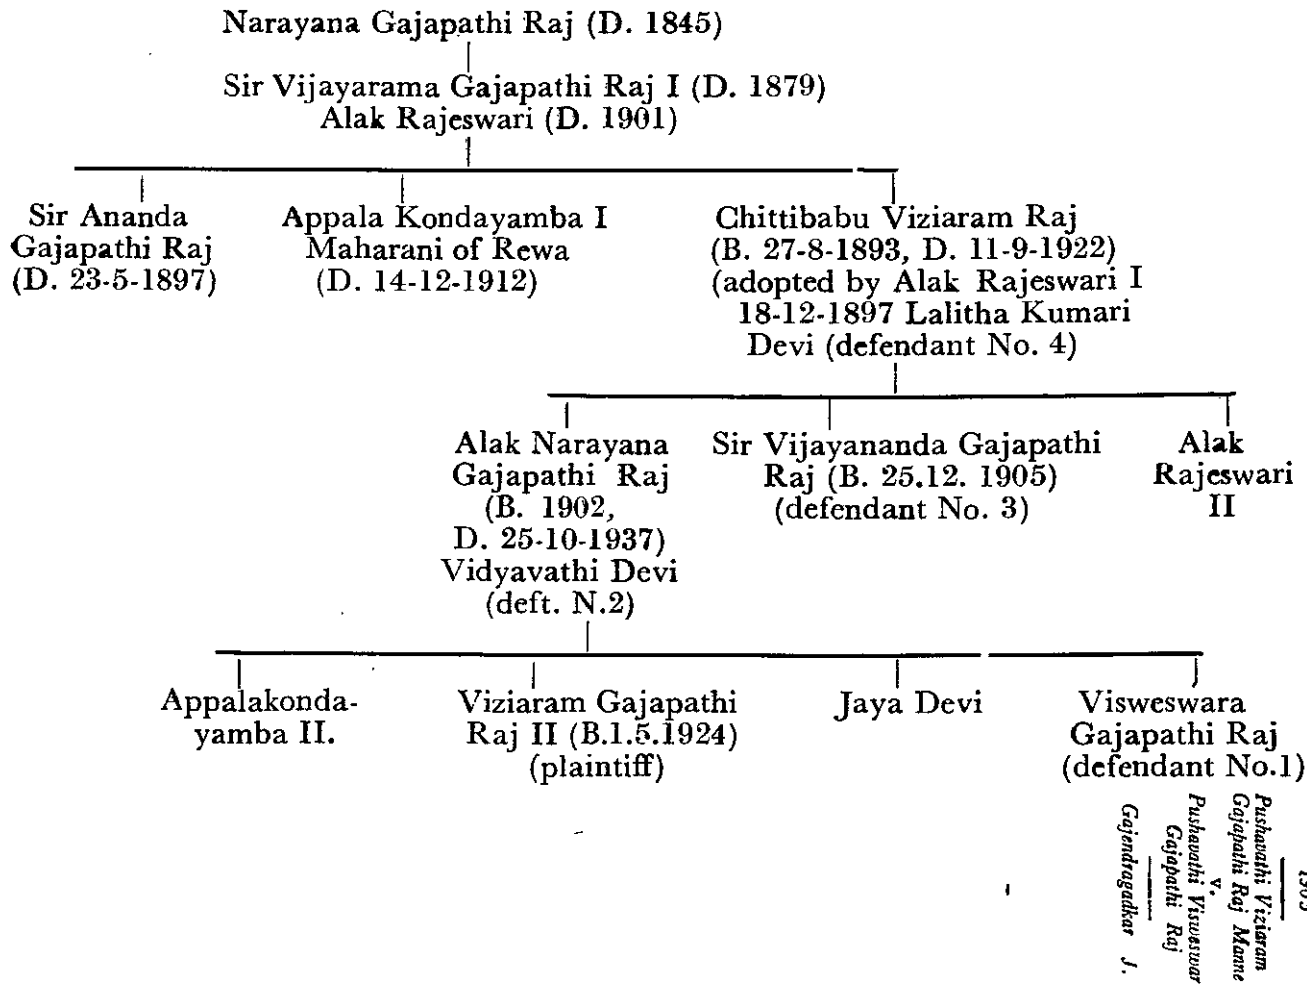 Narayana Gajapathi Raj (D. 1845)
Sir Vijayarama Gajapathi Raj I (D. 1879)
Alak Rajeswari (D. 1901)
Sir Ananda
Gajapathi Raj
(D. 23-5-1897)
Appala Kondayamba I
Maharani of Rewa
(D. 14-12-1912)
Chittibabu Viziaram Raj
(B. 27-8-1893, D. 11-9-1922)
(adopted by Alak Rajeswari I
18-12-1897 Lalitha Kumari
Devi (defendant No. 4)
Alak Narayana
Gajapathi Raj
(B. 1902,
D. 25-10-1937)
Vidyavathi Devi
(deft. N.2)
Sir Vijayananda Gajapathi
Raj (B. 25.12. 1905)
(defendant No. 3)
Alak
Rajeswari
II
Appalakonda-
yamba II.
Viziaram Gajapathi
Raj II (B.1.5.1924)
(plaintiff)
Jaya Devi
Visweswara
Gajapathi Raj
(defendant No.1)
Pushavathi Viziaram
Gajapathi Raj Manne
v.
Pushavathi Visweswar
Gajapathi Raj
Gajendragadkar J.